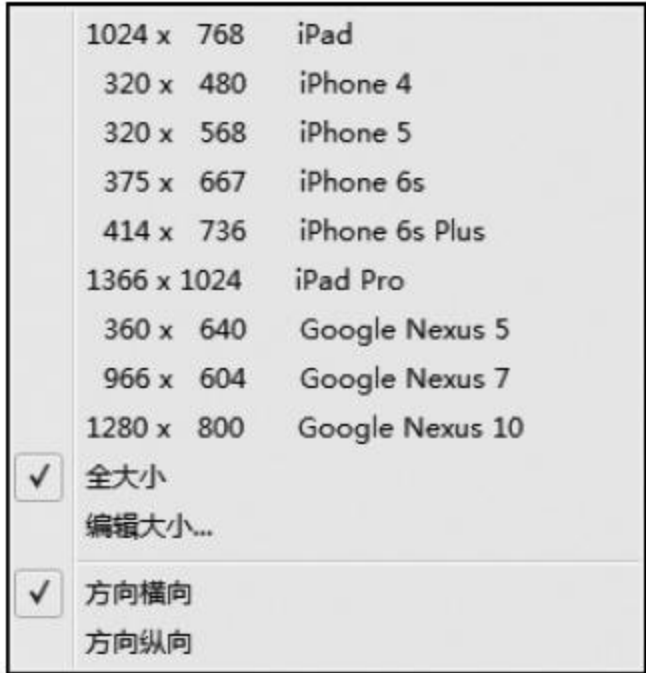 1024 x 768 iPad
320 x 480 iPhone 4
320 x 568 iPhone 5
375 x 667 iPhone 6s
414 x 736 iPhone 6s Plus
1366 x 1024 iPad Pro
360 x 640 Google Nexus 5
966 x 604 Google Nexus 7
1280 x 800 Google Nexus 10
✓ 全大小
编辑大小...
✓ 方向横向
方向纵向